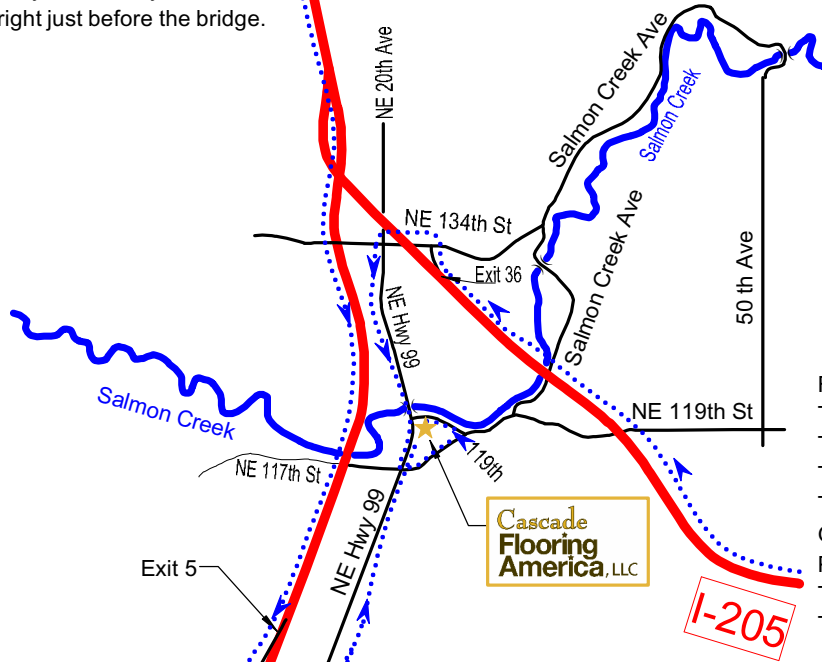 right just before the bridge.
NE 20th Ave
Salmon Creek Ave
Salmon Creek
NE 134th St
Exit 36
Salmon Creek Ave
50 th Ave
NE Hwy 99
Salmon Creek
NE 119th St
119th
NE 117th St
NE Hwy 99
Cascade
Flooring
America, LLC
Exit 5
I-205